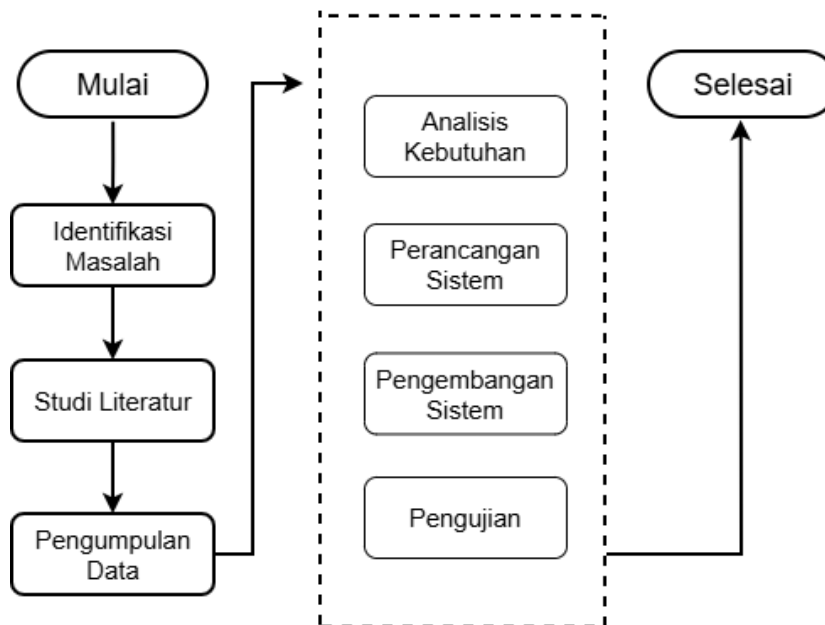 Mulai
Identifikasi
Masalah
Studi Literatur
Pengumpulan
Data
Analisis
Kebutuhan
Perancangan
Sistem
Pengembangan
Sistem
Pengujian
Selesai